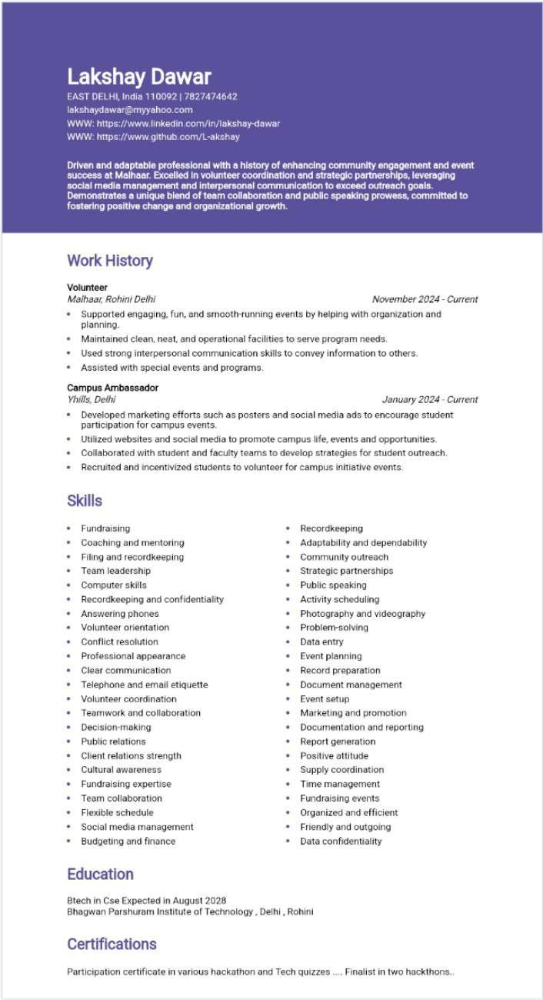 Lakshay Dawar
EAST DELHI, India 110092 | 7827474642
lakshaydawar@myyahoo.com
WWW: https://www.linkedin.com/in/lakshay-dawar
WWW: https://www.github.com/L-akshay
Driven and adaptable professional with a history of enhancing community engagement and event
success at Malhaar. Excelled in volunteer coordination and strategic partnerships, leveraging
social media management and interpersonal communication to exceed outreach goals.
Demonstrates a unique blend of team collaboration and public speaking prowess, committed to
fostering positive change and organizational growth.
Work History
Volunteer
Malhaar, Rohini Delhi November 2024 - Current
• Supported engaging, fun, and smooth-running events by helping with organization and
planning.
• Maintained clean, neat, and operational facilities to serve program needs.
• Used strong interpersonal communication skills to convey information to others.
• Assisted with special events and programs.
Campus Ambassador
Yhills, Delhi January 2024 - Current
• Developed marketing efforts such as posters and social media ads to encourage student
participation for campus events.
• Utilized websites and social media to promote campus life, events and opportunities.
• Collaborated with student and faculty teams to develop strategies for student outreach.
• Recruited and incentivized students to volunteer for campus initiative events.
Skills
• Fundraising
• Coaching and mentoring
• Filing and recordkeeping
• Team leadership
• Computer skills
• Recordkeeping and confidentiality
• Answering phones
• Volunteer orientation
• Conflict resolution
• Professional appearance
• Clear communication
• Telephone and email etiquette
• Volunteer coordination
• Teamwork and collaboration
• Decision-making
• Public relations
• Client relations strength
• Cultural awareness
• Fundraising expertise
• Team collaboration
• Flexible schedule
• Social media management
• Budgeting and finance
• Recordkeeping
• Adaptability and dependability
• Community outreach
• Strategic partnerships
• Public speaking
• Activity scheduling
• Photography and videography
• Problem-solving
• Data entry
• Event planning
• Record preparation
• Document management
• Event setup
• Marketing and promotion
• Documentation and reporting
• Report generation
• Positive attitude
• Supply coordination
• Time management
• Fundraising events
• Organized and efficient
• Friendly and outgoing
• Data confidentiality
Education
Btech in Cse Expected in August 2028
Bhagwan Parshuram Institute of Technology , Delhi , Rohini
Certifications
Participation certificate in various hackathon and Tech quizzes .... Finalist in two hackthons..